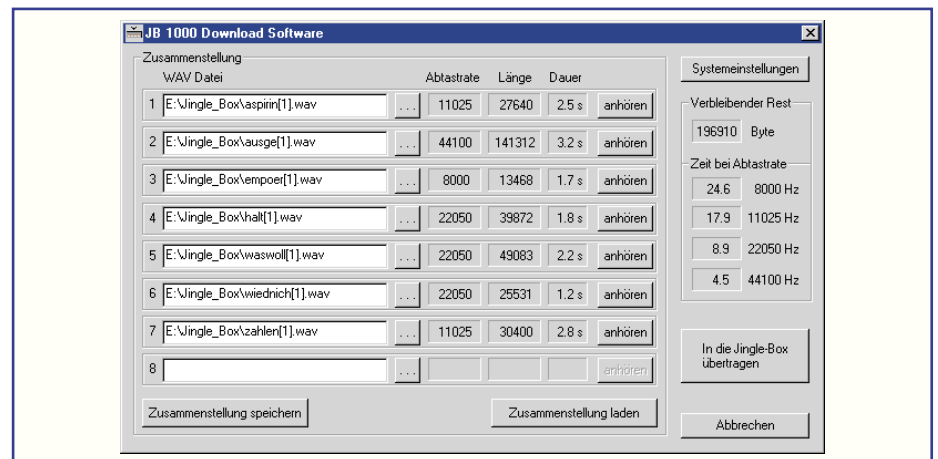 JB 1000 Download Software
Zusammenstellung
WAV Datei Abtastrate Länge Dauer
1 E:\Jingle_Box\aspirin[1].wav ... 11025 27640 2.5 s anhören
2 E:\Jingle_Box\ausge[1].wav ... 44100 141312 3.2 s anhören
3 E:\Jingle_Box\empoer[1].wav ... 8000 13468 1.7 s anhören
4 E:\Jingle_Box\halt[1].wav ... 22050 39872 1.8 s anhören
5 E:\Jingle_Box\waswoll[1].wav ... 22050 49083 2.2 s anhören
6 E:\Jingle_Box\wiednich[1].wav ... 22050 25531 1.2 s anhören
7 E:\Jingle_Box\zahlen[1].wav ... 11025 30400 2.8 s anhören
8 ... anhören
Zusammenstellung speichern Zusammenstellung laden
Systemeinstellungen
Verbleibender Rest
196910 Byte
Zeit bei Abtastrate
24.6 8000 Hz
17.9 11025 Hz
8.9 22050 Hz
4.5 44100 Hz
In die Jingle-Box
übertragen
Abbrechen